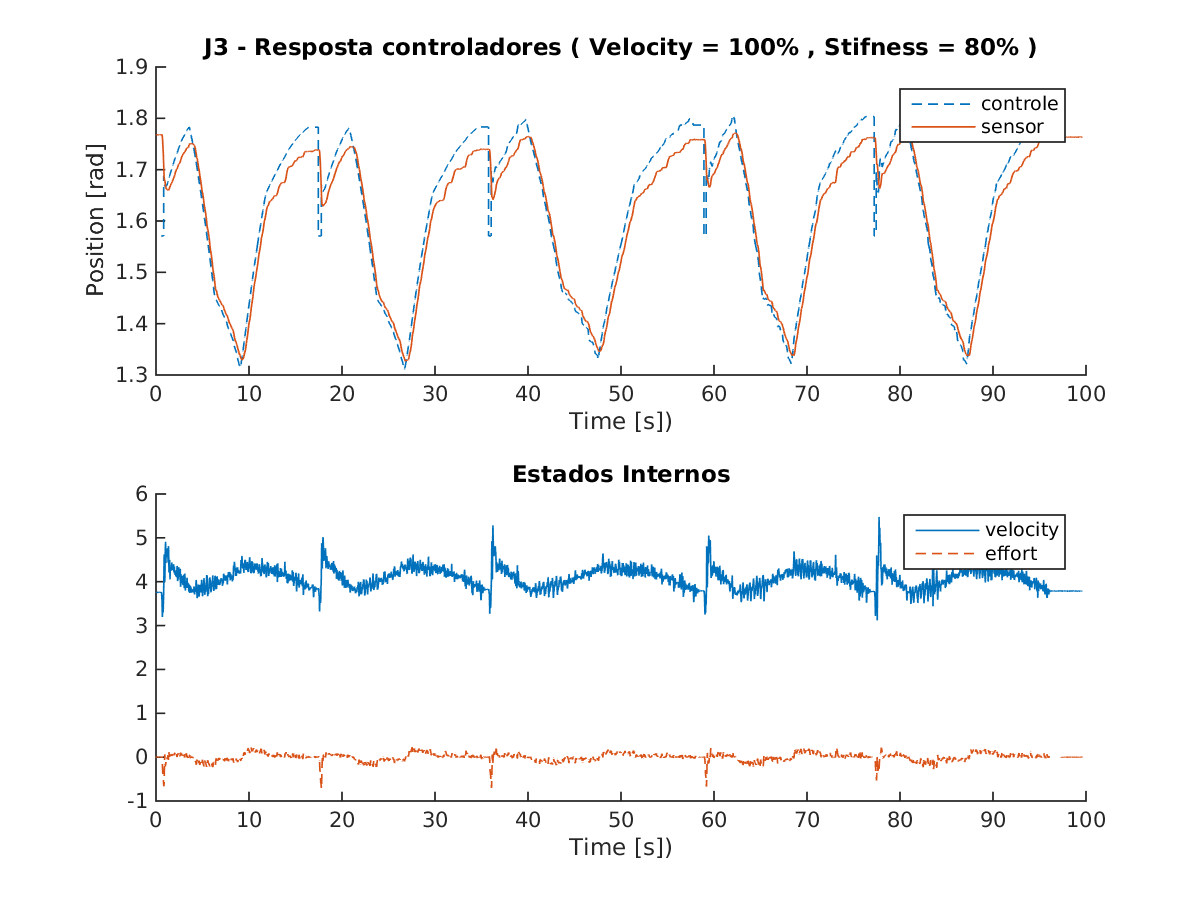 J3 - Resposta controladores ( Velocity = 100% , Stifness = 80% )
1.9
1.8
1.7
1.6
1.5
1.4
1.3
Position [rad]
controle
sensor
0 10 20 30 40 50 60 70 80 90 100
Time [s])
Estados Internos
6
5
4
3
2
1
0
-1
velocity
effort
0 10 20 30 40 50 60 70 80 90 100
Time [s])